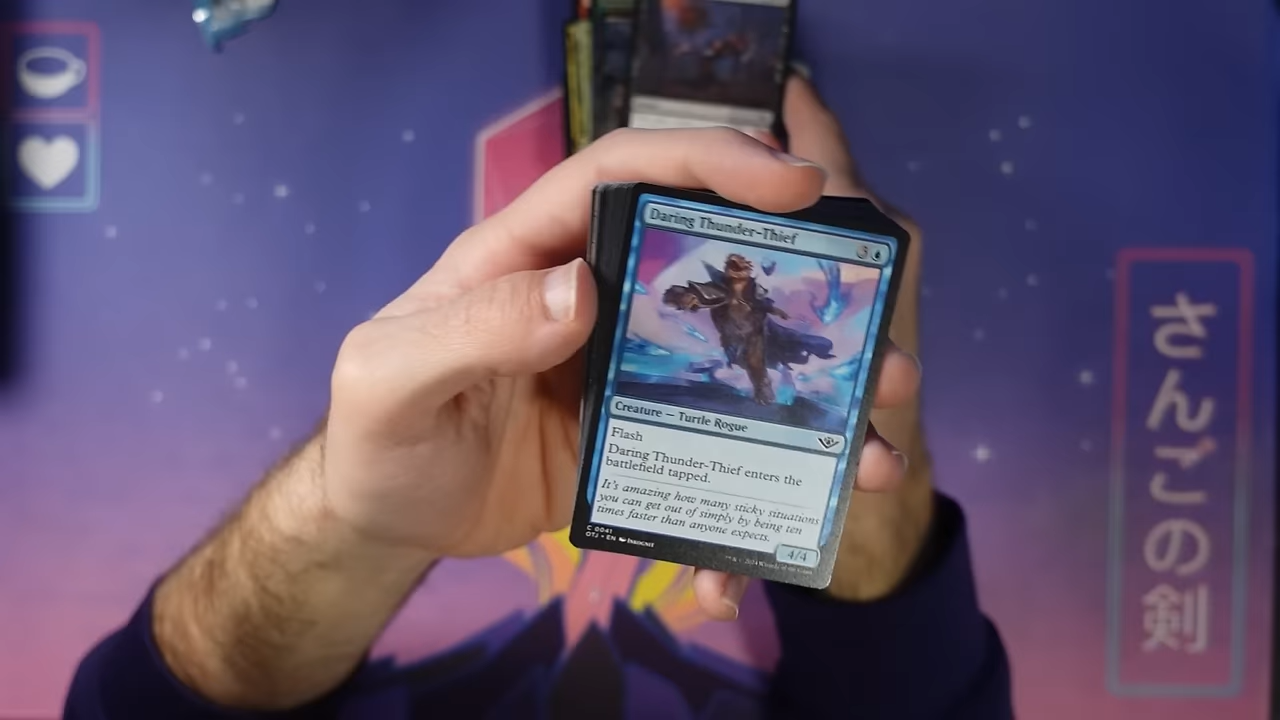 Daring Thunder-Thief
3
Creature — Turtle Rogue
Flash
Daring Thunder-Thief enters the
battlefield tapped.
It's amazing how many sticky situations
you can get out of simply by being ten
times faster than anyone expects.
4/4
C 0041
OTJ • EN
さんごの剣